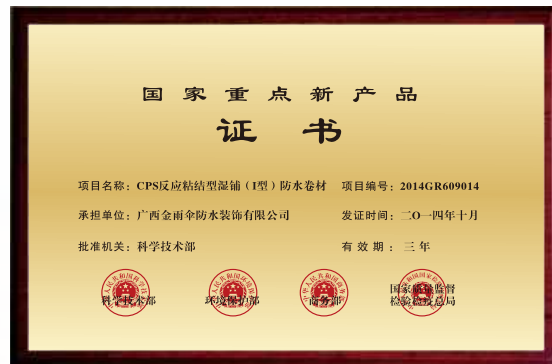 国家重点新产品
证书
项目名称：CPS反应粘结型湿铺（I型）防水卷材 项目编号：2014GR609014
承担单位：广西金雨伞防水装饰有限公司 发证时间：二〇一四年十月
批准机关：科学技术部 有效期：三年
科学技术部 环境保护部 商务部 国家质量监督
检验检疫总局